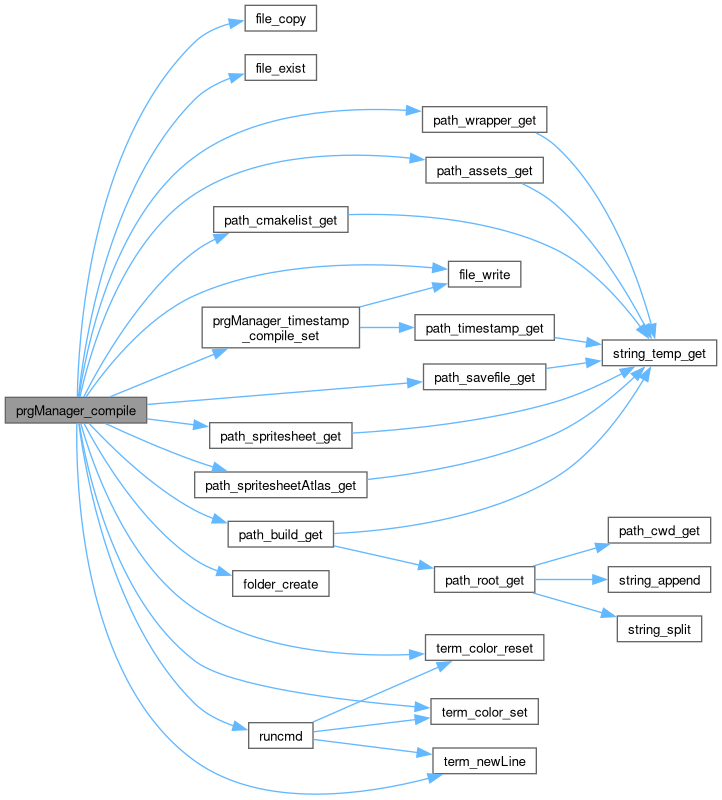 file_copy
file_exist
path_wrapper_get
path_assets_get
path_cmakelist_get
file_write
prgManager_timestamp
_compile_set
path_timestamp_get
string_temp_get
path_savefile_get
prgManager_compile
path_spritesheet_get
path_spritesheetAtlas_get
path_build_get
path_cwd_get
folder_create
path_root_get
string_append
string_split
term_color_reset
term_color_set
runcmd
term_newLine